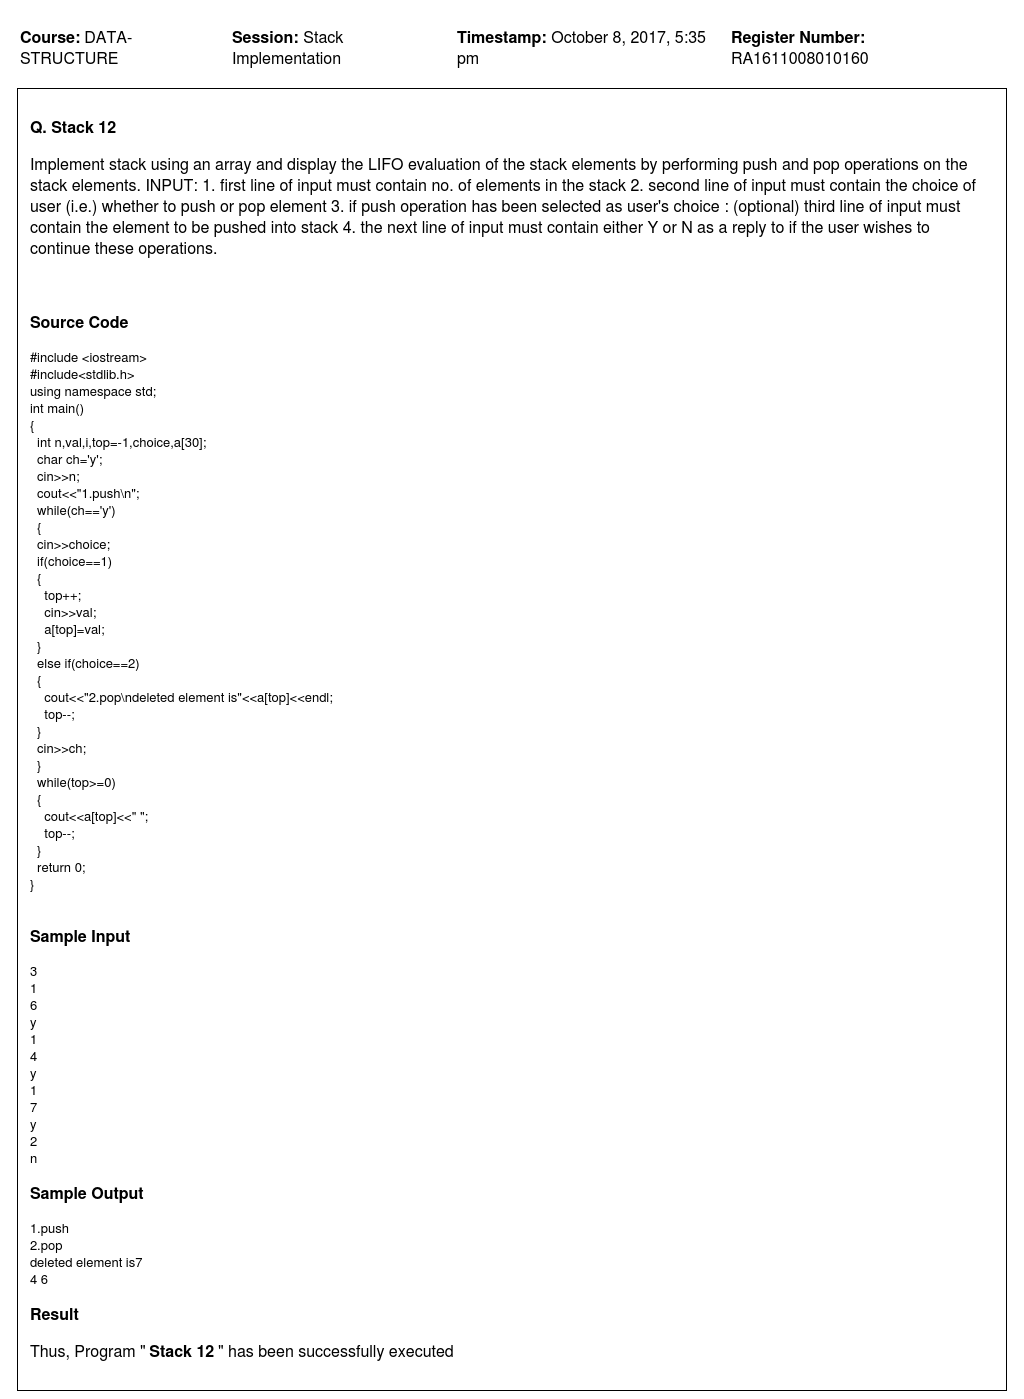 Course: DATA-STRUCTURE
Session: Stack Implementation
Timestamp: October 8, 2017, 5:35 pm
Register Number: RA1611008010160
Q. Stack 12
Implement stack using an array and display the LIFO evaluation of the stack elements by performing push and pop operations on the
stack elements. INPUT: 1. first line of input must contain no. of elements in the stack 2. second line of input must contain the choice of
user (i.e.) whether to push or pop element 3. if push operation has been selected as user's choice : (optional) third line of input must
contain the element to be pushed into stack 4. the next line of input must contain either Y or N as a reply to if the user wishes to
continue these operations.
Source Code
#include <iostream>
#include<stdlib.h>
using namespace std;
int main()
{
  int n,val,i,top=-1,choice,a[30];
  char ch='y';
  cin>>n;
  cout<<"1.push\n";
  while(ch=='y')
  {
  cin>>choice;
  if(choice==1)
  {
    top++;
    cin>>val;
    a[top]=val;
  }
  else if(choice==2)
  {
    cout<<"2.pop\ndeleted element is"<<a[top]<<endl;
    top--;
  }
  cin>>ch;
  }
  while(top>=0)
  {
    cout<<a[top]<<" ";
    top--;
  }
  return 0;
}
Sample Input
3
1
6
y
1
4
y
1
7
y
2
n
Sample Output
1.push
2.pop
deleted element is7
4 6
Result
Thus, Program " Stack 12 " has been successfully executed